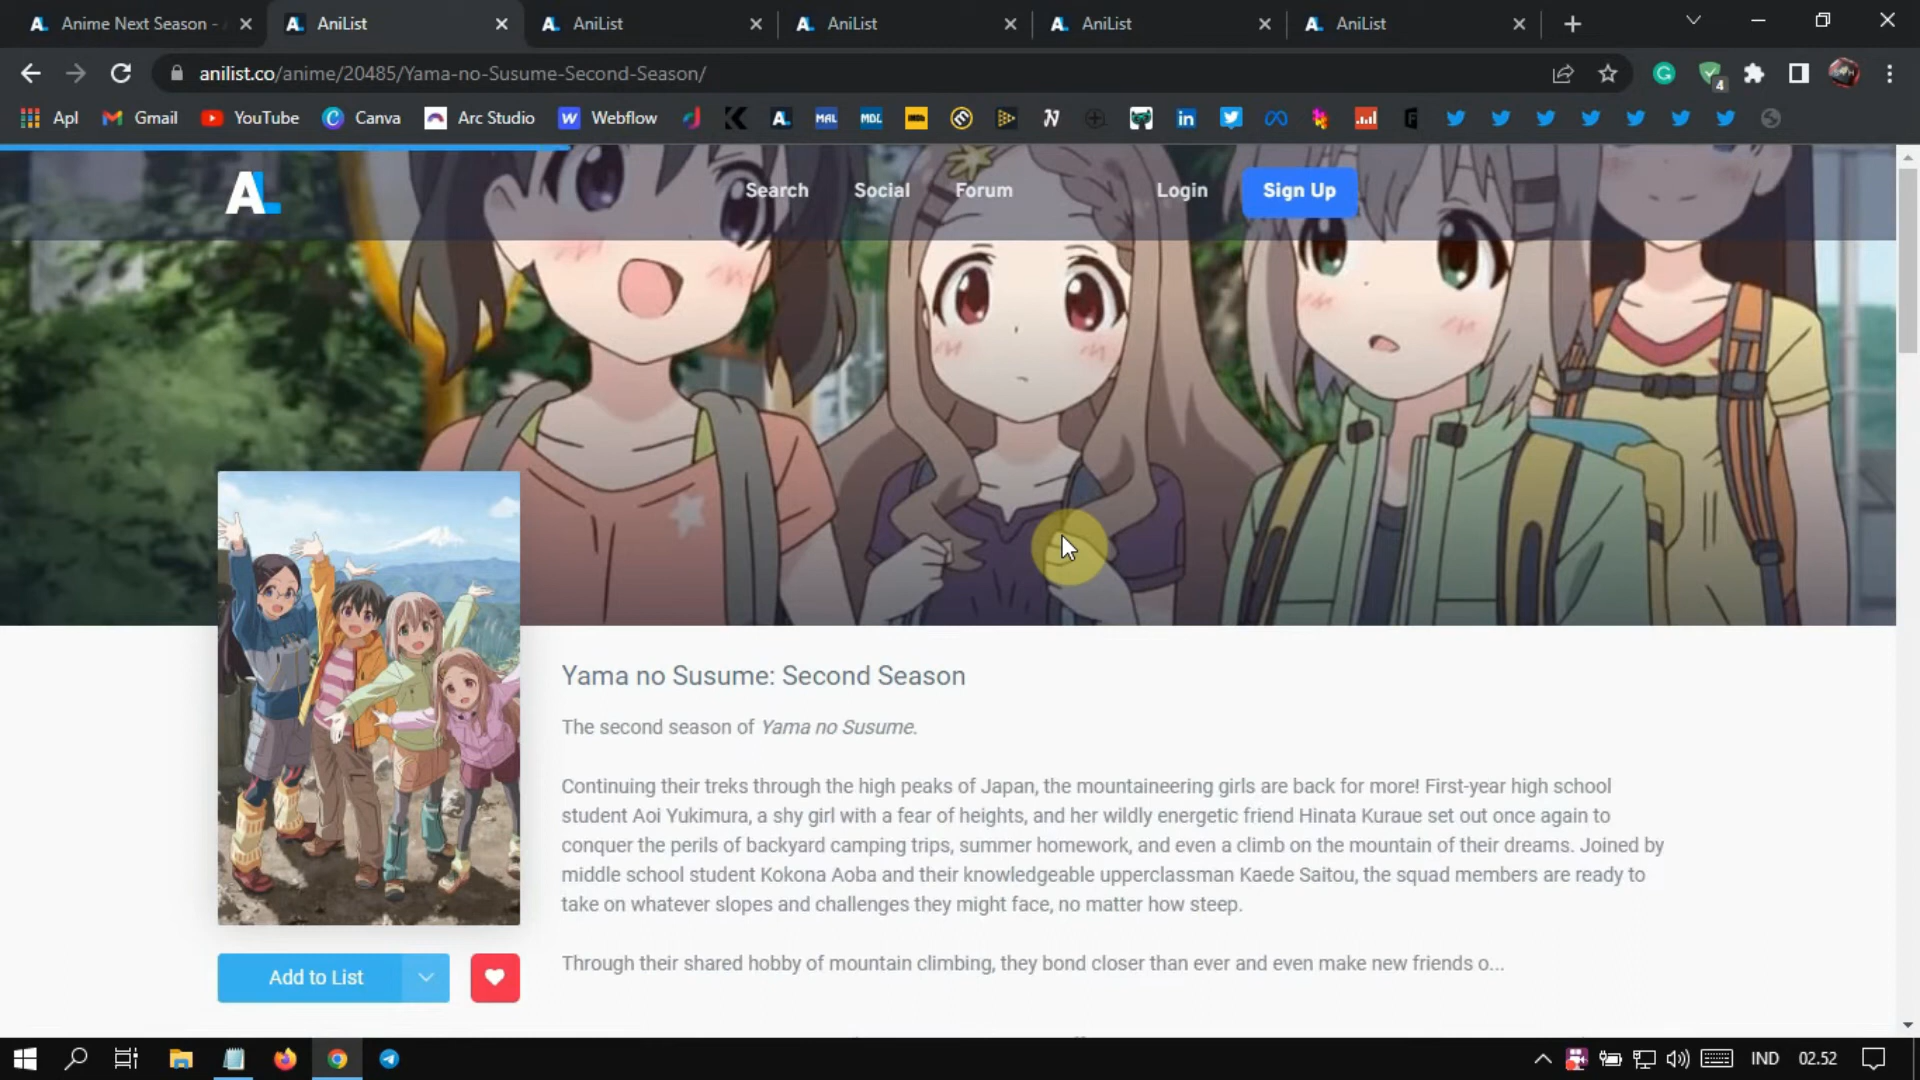 Anime Next Season -
AniList
AniList
AniList
AniList
AniList
anilist.co/anime/20485/Yama-no-Susume-Second-Season/
4
Apl
Gmail
YouTube
Canva
Arc Studio
Webflow
MAL
MDL
Search
Social
Forum
Login
Sign Up
Yama no Susume: Second Season
The second season of Yama no Susume.
Continuing their treks through the high peaks of Japan, the mountaineering girls are back for more! First-year high school
student Aoi Yukimura, a shy girl with a fear of heights, and her wildly energetic friend Hinata Kuraue set out once again to
conquer the perils of backyard camping trips, summer homework, and even a climb on the mountain of their dreams. Joined by
middle school student Kokona Aoba and their knowledgeable upperclassman Kaede Saitou, the squad members are ready to
take on whatever slopes and challenges they might face, no matter how steep.
Through their shared hobby of mountain climbing, they bond closer than ever and even make new friends o...
Add to List
IND
02.52